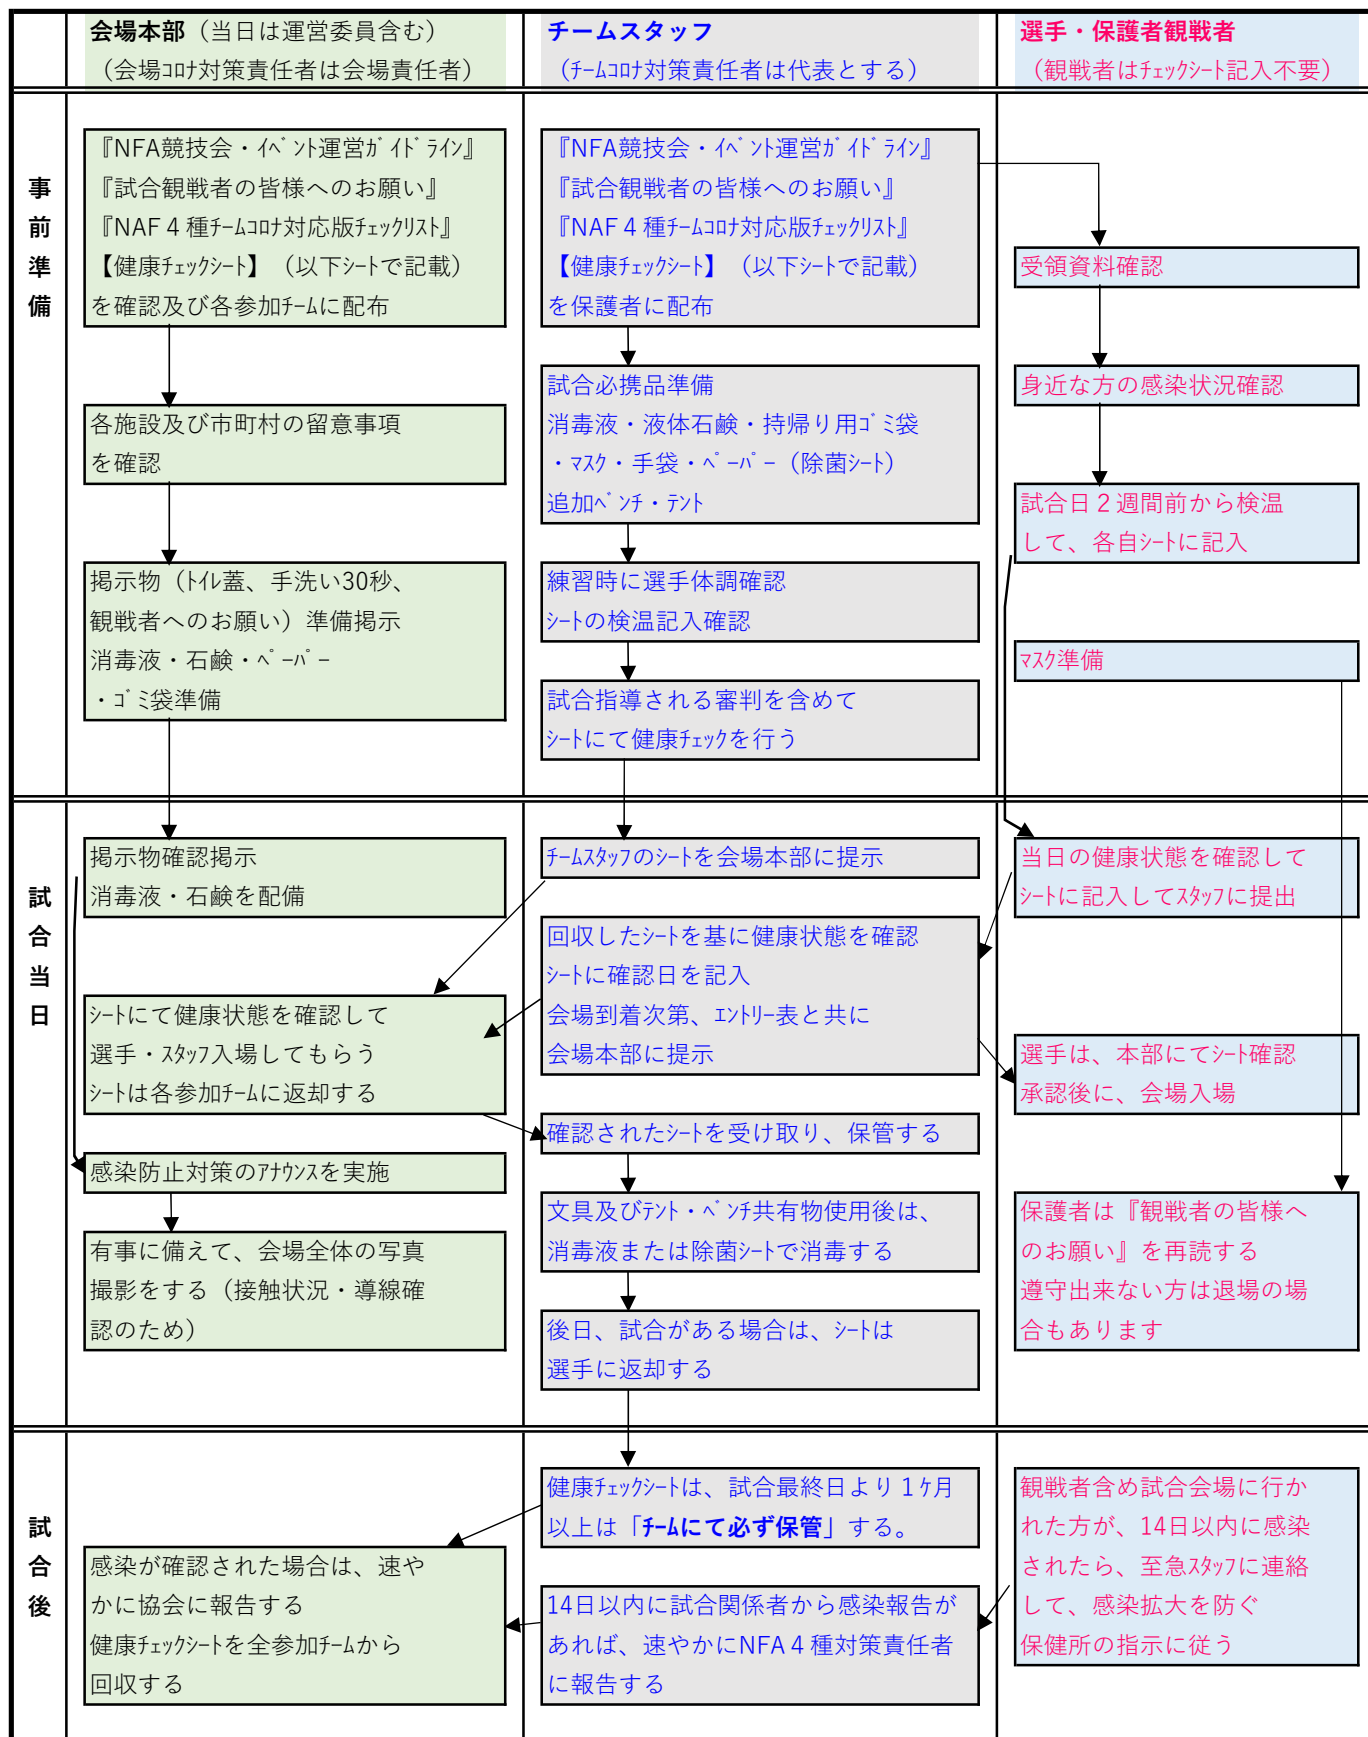 会場本部（当日は運営委員含む）
（会場ｺﾛﾅ対策責任者は会場責任者）
チームスタッフ
（ﾁｰﾑｺﾛﾅ対策責任者は代表とする）
選手・保護者観戦者
（観戦者はﾁｪｯｸｼｰﾄ記入不要）
事前準備
『NFA競技会・ｲﾍﾞﾝﾄ運営ｶﾞｲﾄﾞﾗｲﾝ』
『試合観戦者の皆様へのお願い』
『NAF４種ﾁｰﾑｺﾛﾅ対応版ﾁｪｯｸﾘｽﾄ』
【健康ﾁｪｯｸｼｰﾄ】（以下ｼｰﾄで記載）
を確認及び各参加ﾁｰﾑに配布
各施設及び市町村の留意事項
を確認
掲示物（ﾄｲﾚ蓋、手洗い30秒、
観戦者へのお願い）準備掲示
消毒液・石鹸・ﾍﾟｰﾊﾟｰ
・ｺﾞﾐ袋準備
『NFA競技会・ｲﾍﾞﾝﾄ運営ｶﾞｲﾄﾞﾗｲﾝ』
『試合観戦者の皆様へのお願い』
『NAF４種ﾁｰﾑｺﾛﾅ対応版ﾁｪｯｸﾘｽﾄ』
【健康ﾁｪｯｸｼｰﾄ】（以下ｼｰﾄで記載）
を保護者に配布
試合必携品準備
消毒液・液体石鹸・持帰り用ｺﾞﾐ袋
・ﾏｽｸ・手袋・ﾍﾟｰﾊﾟｰ（除菌ｼｰﾄ）
追加ﾍﾞﾝﾁ・ﾃﾝﾄ
練習時に選手体調確認
ｼｰﾄの検温記入確認
試合指導される審判を含めて
ｼｰﾄにて健康ﾁｪｯｸを行う
受領資料確認
身近な方の感染状況確認
試合日２週間前から検温
して、各自ｼｰﾄに記入
ﾏｽｸ準備
試合当日
掲示物確認掲示
消毒液・石鹸を配備
ｼｰﾄにて健康状態を確認して
選手・ｽﾀｯﾌ入場してもらう
ｼｰﾄは各参加ﾁｰﾑに返却する
感染防止対策のｱﾅｳﾝｽを実施
有事に備えて、会場全体の写真
撮影をする（接触状況・導線確
認のため）
ﾁｰﾑｽﾀｯﾌのｼｰﾄを会場本部に提示
回収したｼｰﾄを基に健康状態を確認
ｼｰﾄに確認日を記入
会場到着次第、ｴﾝﾄﾘｰ表と共に
会場本部に提示
確認されたｼｰﾄを受け取り、保管する
文具及びﾃﾝﾄ・ﾍﾞﾝﾁ共有物使用後は、
消毒液または除菌ｼｰﾄで消毒する
後日、試合がある場合は、ｼｰﾄは
選手に返却する
当日の健康状態を確認して
ｼｰﾄに記入してｽﾀｯﾌに提出
選手は、本部にてｼｰﾄ確認
承認後に、会場入場
保護者は『観戦者の皆様へ
のお願い』を再読する
遵守出来ない方は退場の場
合もあります
試合後
感染が確認された場合は、速や
かに協会に報告する
健康ﾁｪｯｸｼｰﾄを全参加ﾁｰﾑから
回収する
健康ﾁｪｯｸｼｰﾄは、試合最終日より１ｹ月
以上は「ﾁｰﾑにて必ず保管」する。
14日以内に試合関係者から感染報告が
あれば、速やかにNFA４種対策責任者
に報告する
観戦者含め試合会場に行か
れた方が、14日以内に感染
されたら、至急ｽﾀｯﾌに連絡
して、感染拡大を防ぐ
保健所の指示に従う